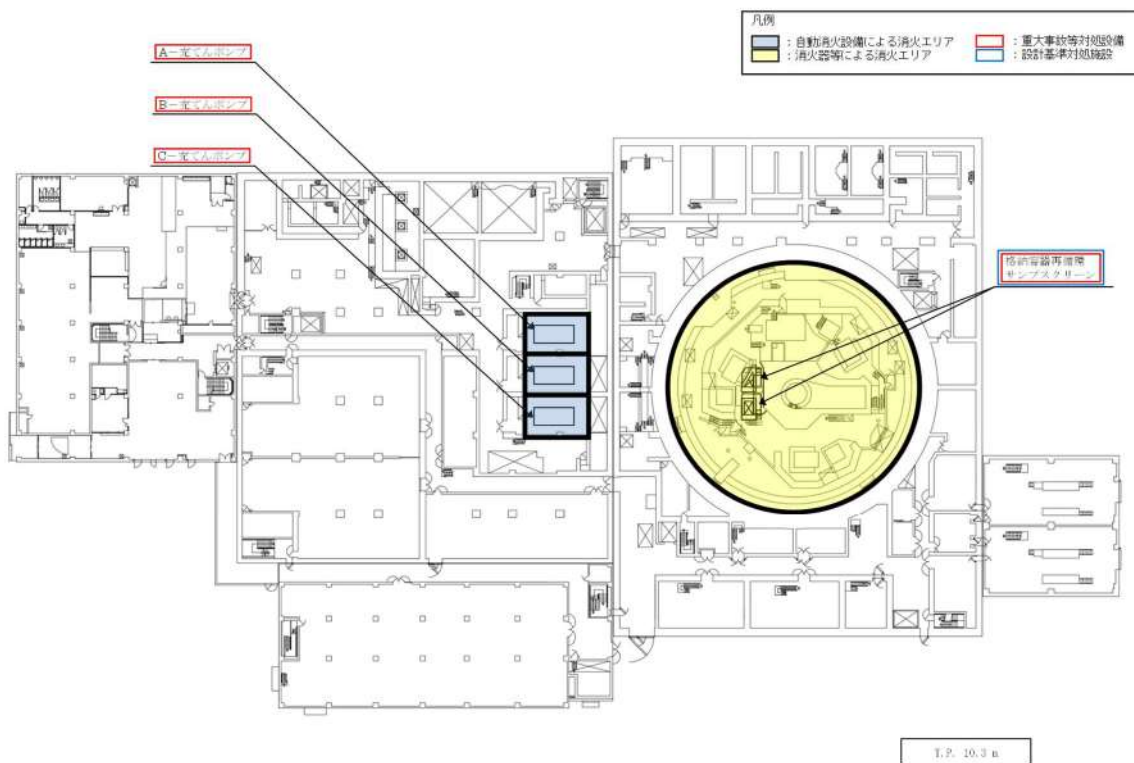 凡例
：自動消火設備による消火エリア
：消火器等による消火エリア
：重大事故等対処設備
：設計基準対処施設
A－充てんポンプ
B－充てんポンプ
C－充てんポンプ
格納容器再循環
サンプスクリーン
T.P. 10.3 m